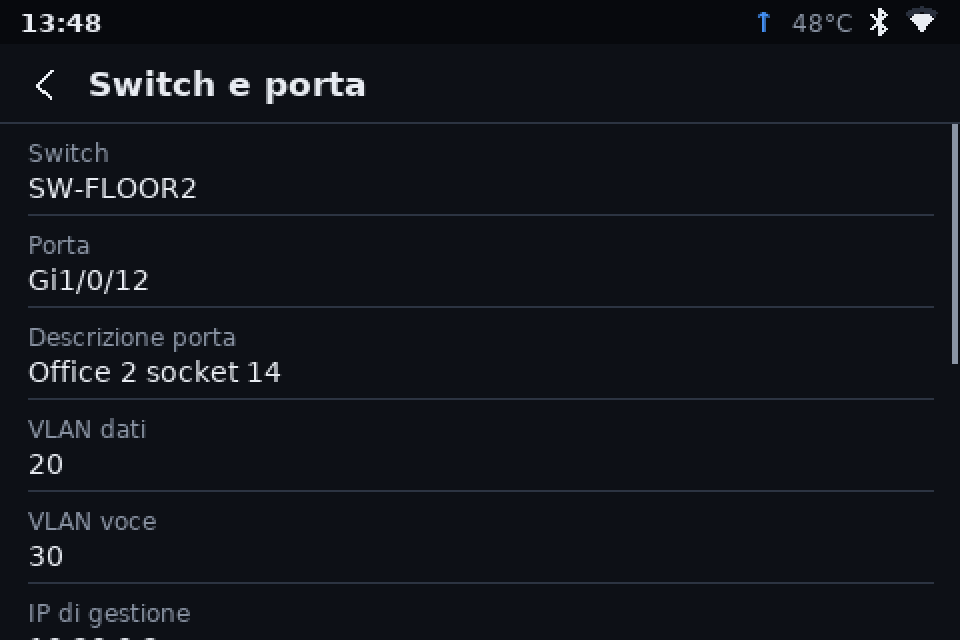 13:48 ↑ 48°C
Switch e porta
Switch
SW-FLOOR2
Porta
Gi1/0/12
Descrizione porta
Office 2 socket 14
VLAN dati
20
VLAN voce
30
IP di gestione